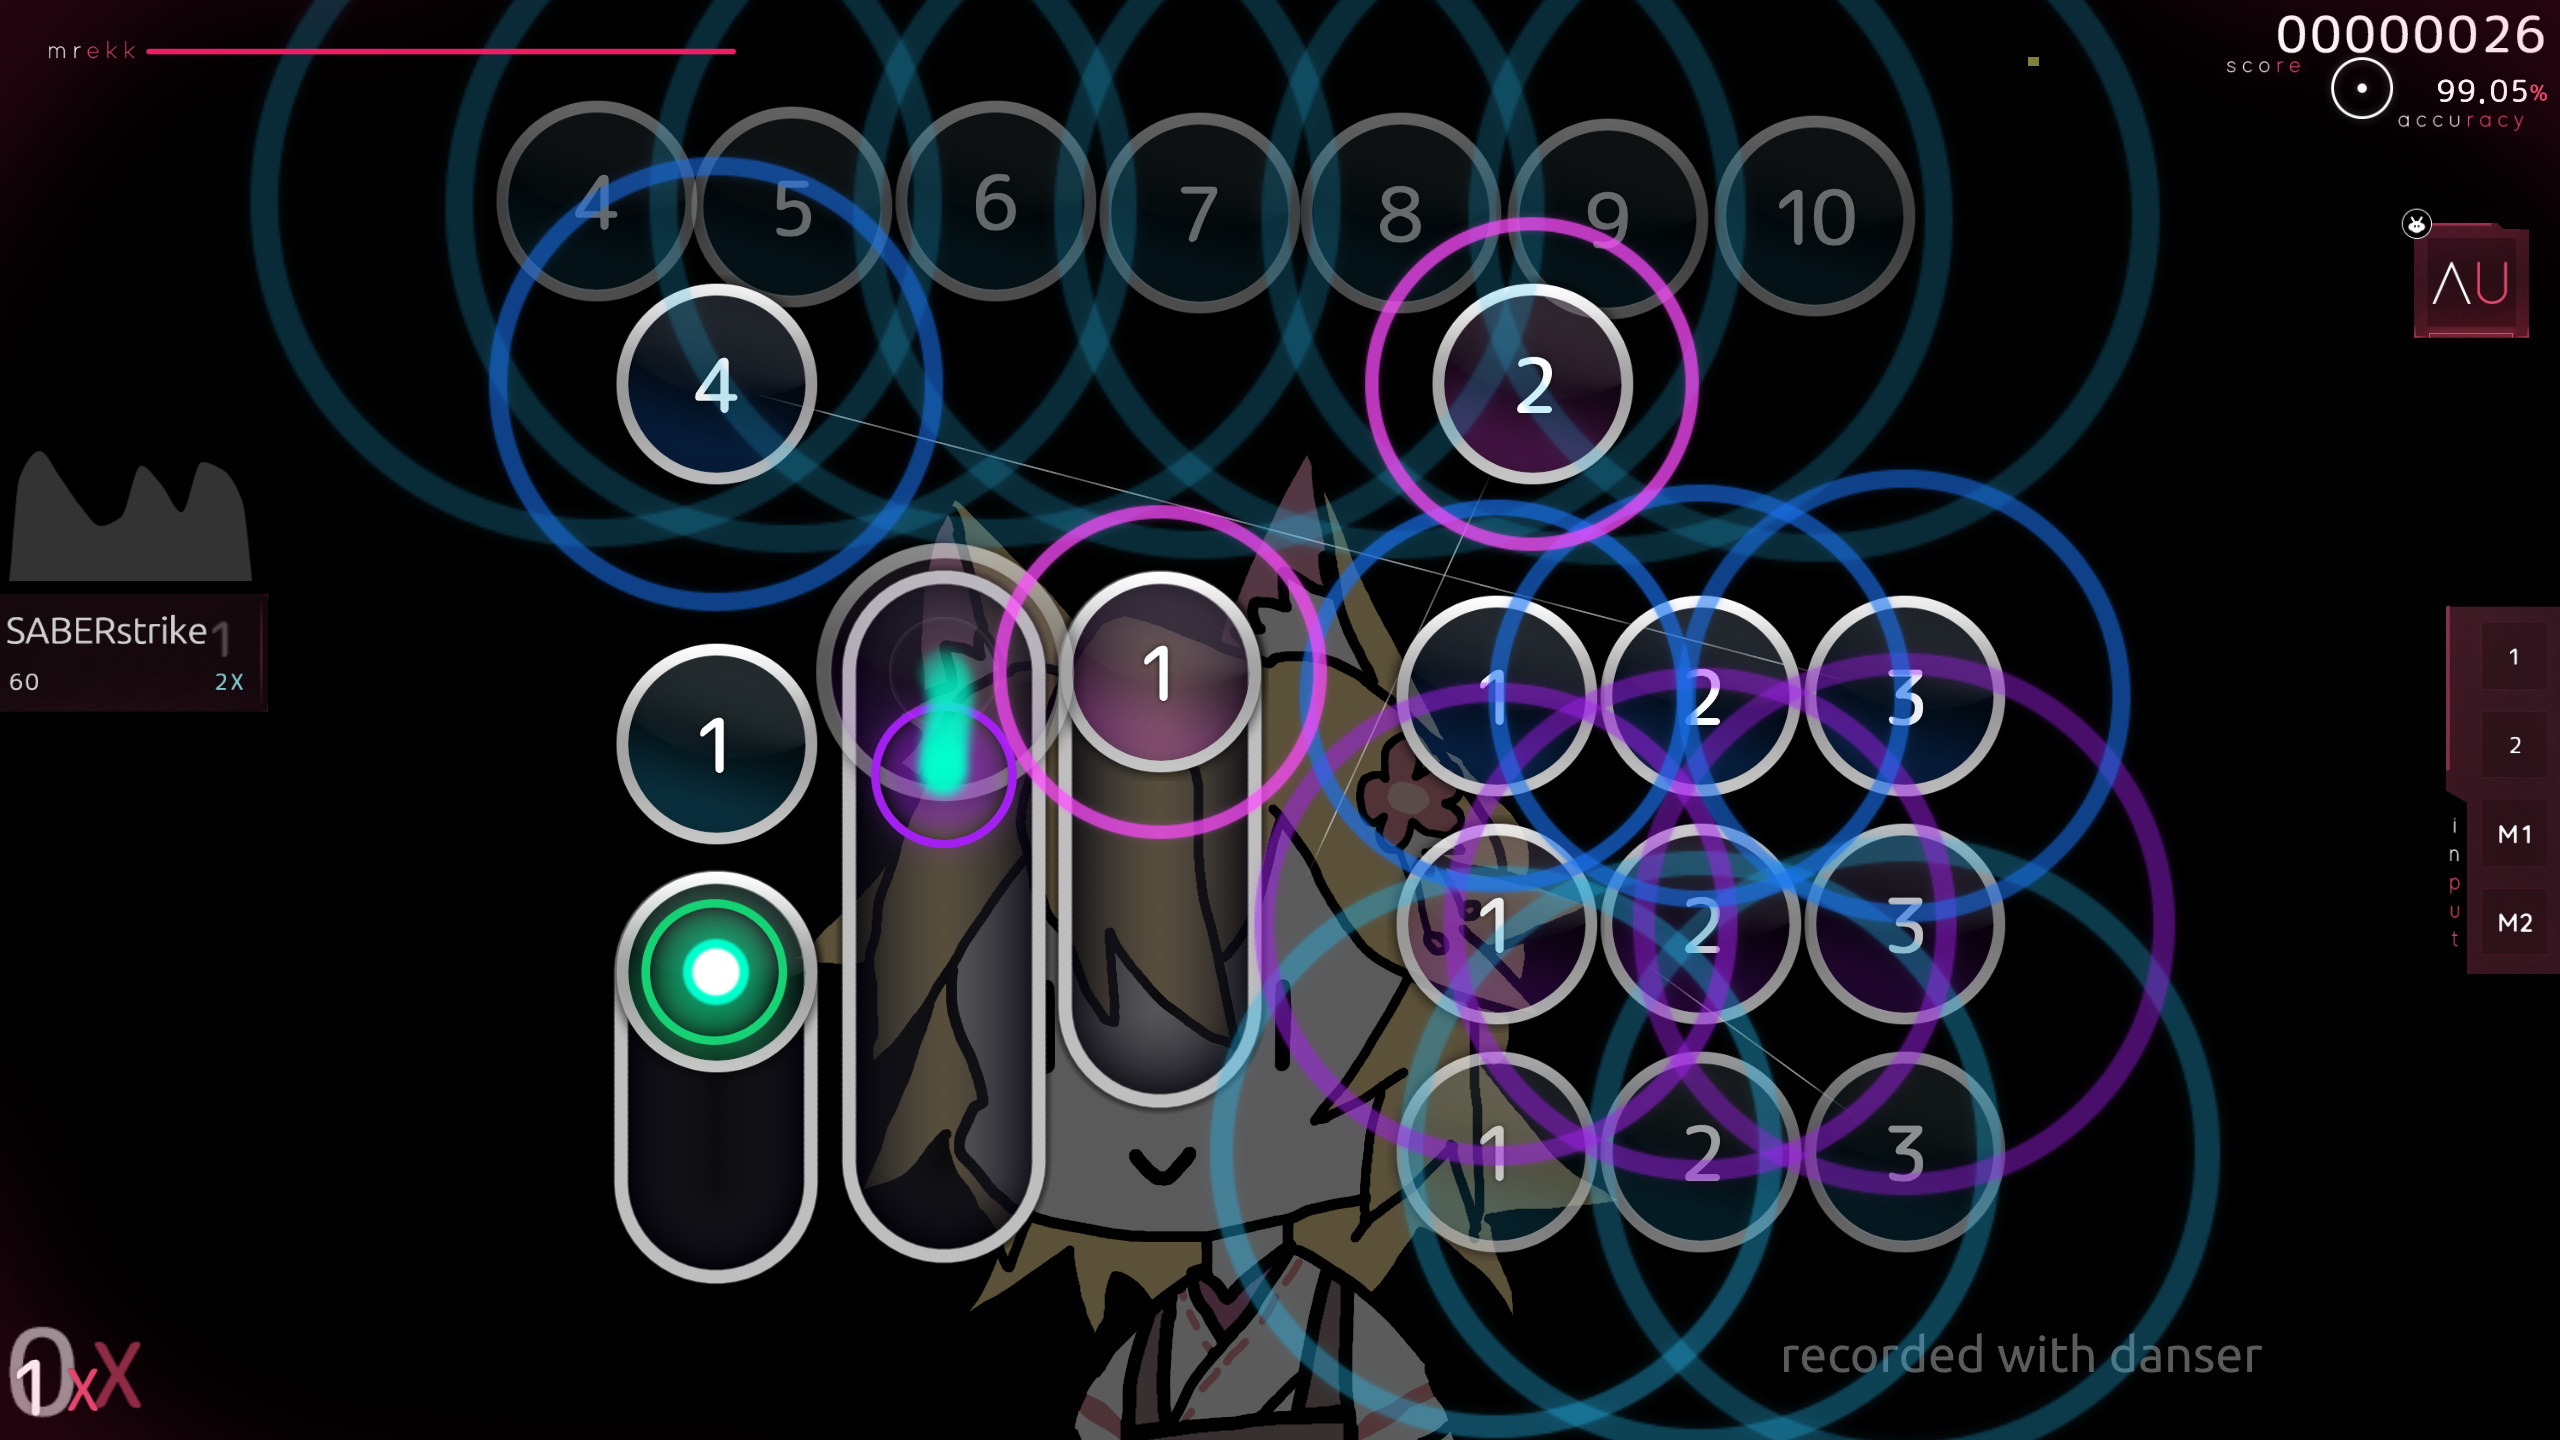 mrekk
00000026
score
99.05%
accuracy
4 5 6 7 8 9 10
AU
4 2
SABERstrike 1
60 2X
1 1 1 2 3
1 2 3
1 2 3
1
2
M1
M2
input
0x
1x
recorded with danser